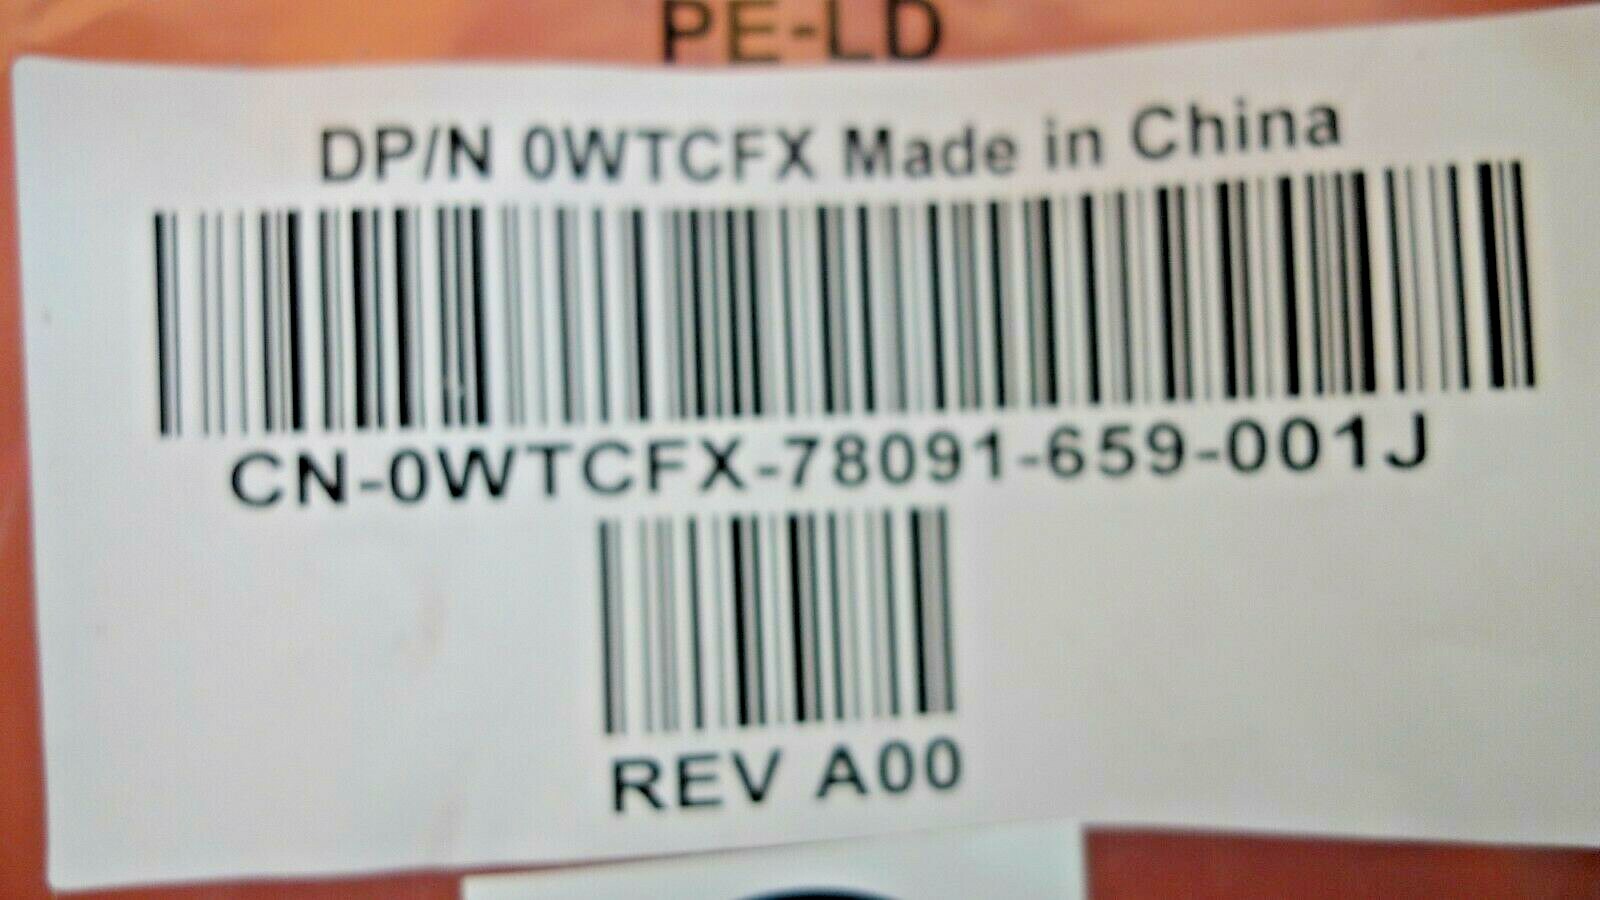 PE-LD
DP/N 0WTCFX Made in China
CN-0WTCFX-78091-659-001J
REV A00